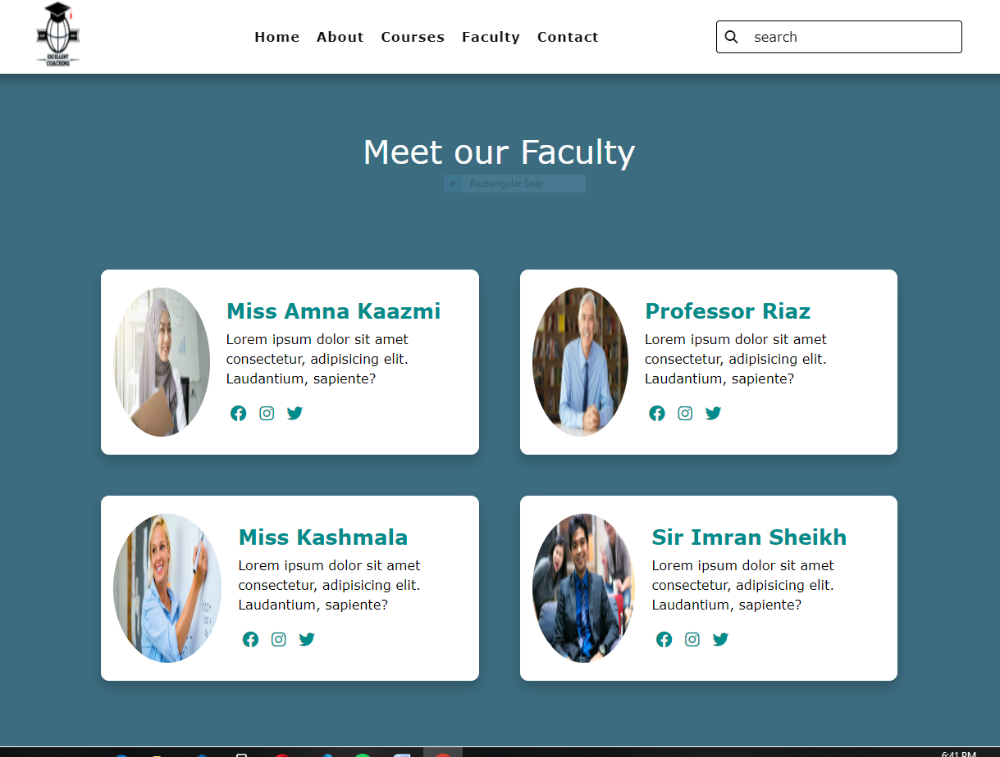 EXCELLENT
COACHING
Home About Courses Faculty Contact
search
Meet our Faculty
Rectangular Snip
Miss Amna Kaazmi
Lorem ipsum dolor sit amet
consectetur, adipisicing elit.
Laudantium, sapiente?
Professor Riaz
Lorem ipsum dolor sit amet
consectetur, adipisicing elit.
Laudantium, sapiente?
Miss Kashmala
Lorem ipsum dolor sit amet
consectetur, adipisicing elit.
Laudantium, sapiente?
Sir Imran Sheikh
Lorem ipsum dolor sit amet
consectetur, adipisicing elit.
Laudantium, sapiente?
6:41 PM